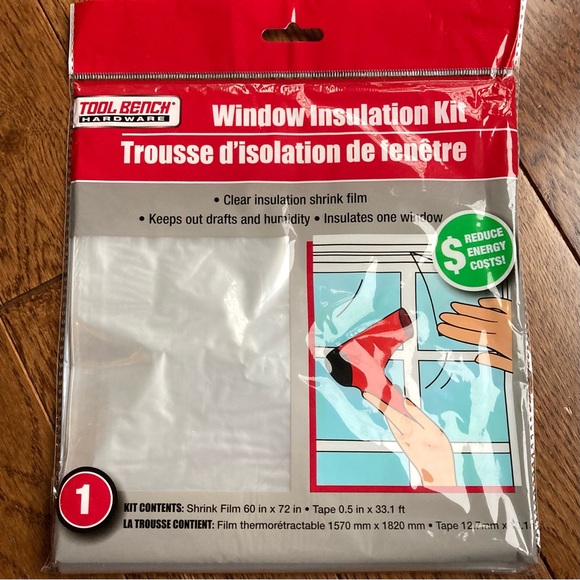 TOOL BENCH®
HARDWARE
Window Insulation Kit
Trousse d'isolation de fenêtre
• Clear insulation shrink film
• Keeps out drafts and humidity • Insulates one window
$ REDUCE
ENERGY
COSTS!
1
KIT CONTENTS: Shrink Film 60 in x 72 in • Tape 0.5 in x 33.1 ft
LA TROUSSE CONTIENT: Film thermorétractable 1570 mm x 1820 mm • Tape 12.7mm x